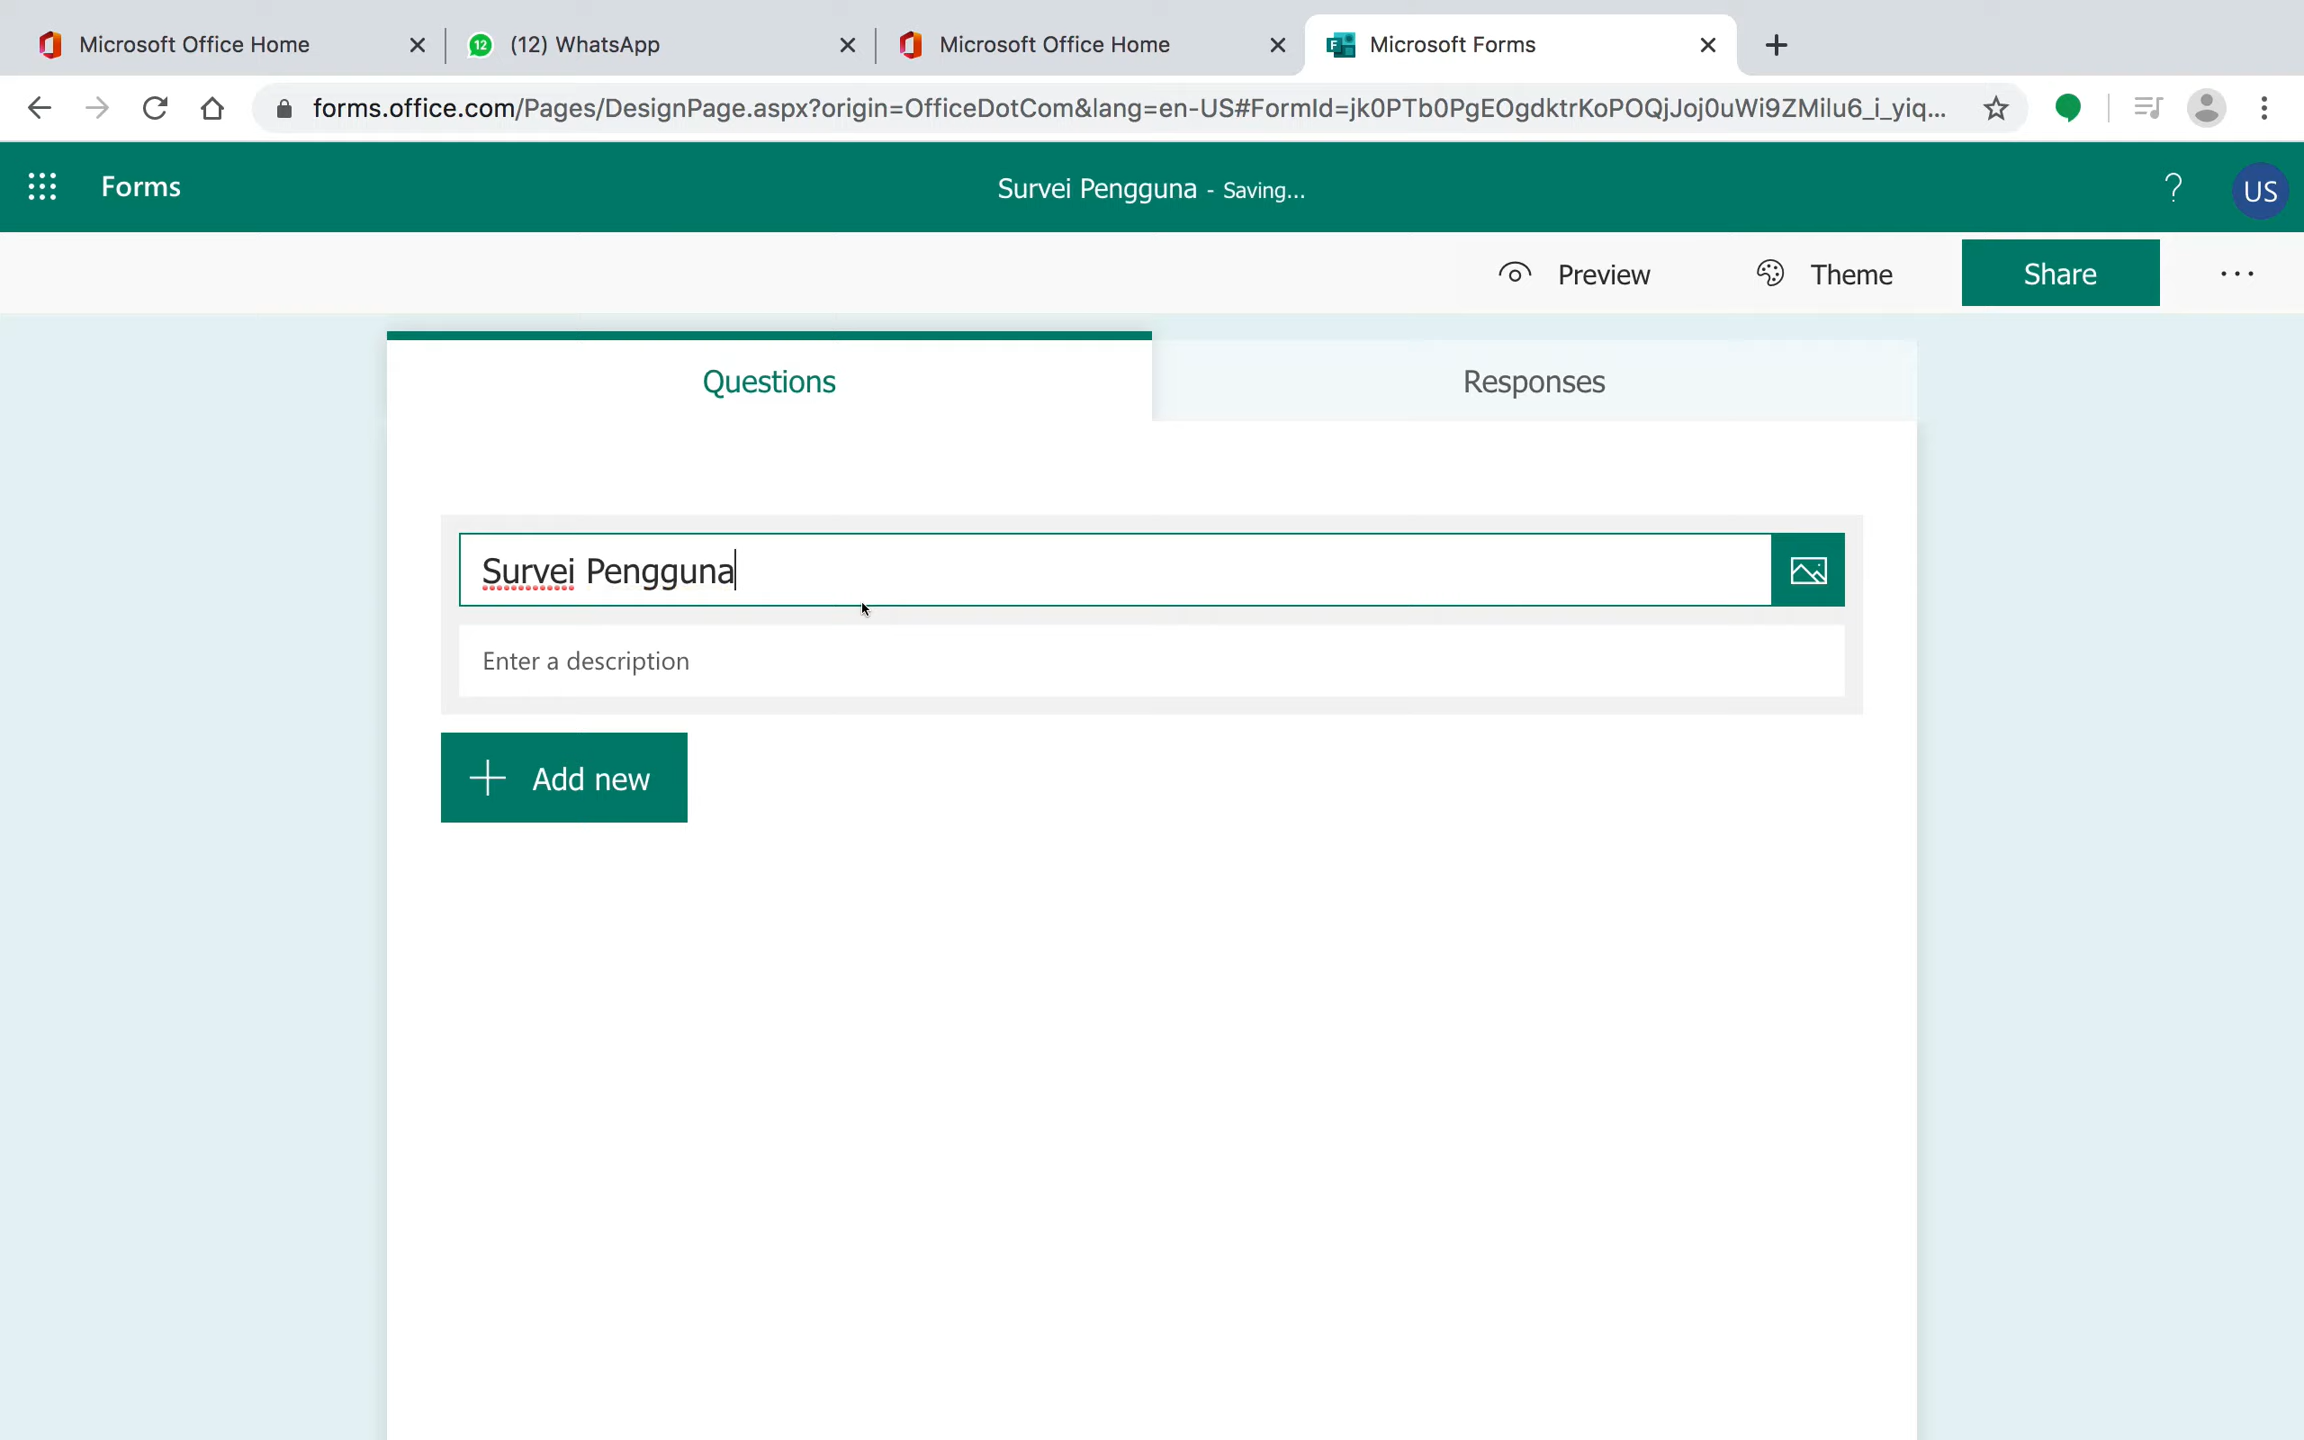 Microsoft Office Home
12
(12) WhatsApp
Microsoft Office Home
F
Microsoft Forms
forms.office.com/Pages/DesignPage.aspx?origin=OfficeDotCom&lang=en-US#FormId=jk0PTb0PgEOgdktrKoPOQjJoj0uWi9ZMilu6_i_yiq...
Forms
Survei Pengguna - Saving...
?
US
Preview
Theme
Share
...
Questions
Responses
Survei Pengguna
Enter a description
Add new